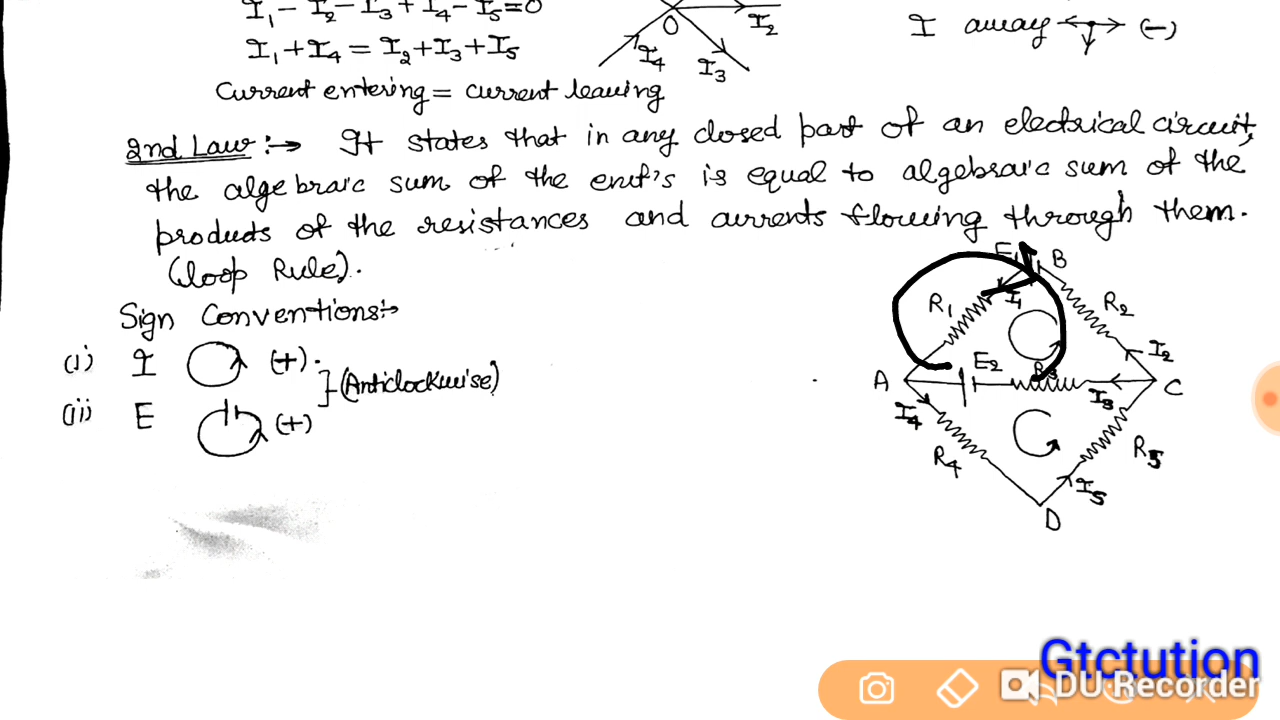 I₁ - I₂ - I₃ + I₄ - I₅ = 0
I₁ + I₄ = I₂ + I₃ + I₅
Current entering = current leaving
O
I₂
I₄
I₃
I away (-)
2nd Law :→ It states that in any closed part of an electrical circuit,
the algebraic sum of the emf's is equal to algebraic sum of the
products of the resistances and currents flowing through them.
(loop Rule).
Sign Conventions:→
(i) I (+).
(ii) E (+)
} (Anticlockwise)
E₁ B
R₁ I₁ R₂
E₂ R₃ I₂
A I₃ C
I₄
R₄ R₅
I₅
D
Gtctution
DU Recorder